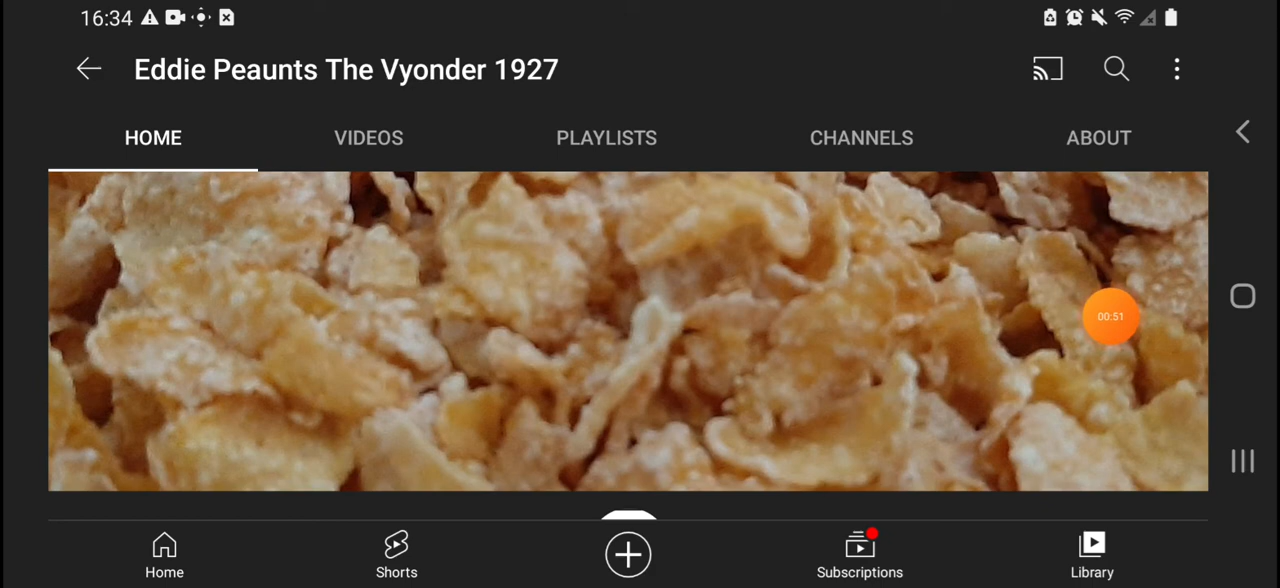 16:34
Eddie Peaunts The Vyonder 1927
HOME VIDEOS PLAYLISTS CHANNELS ABOUT
00:51
Home Shorts Subscriptions Library